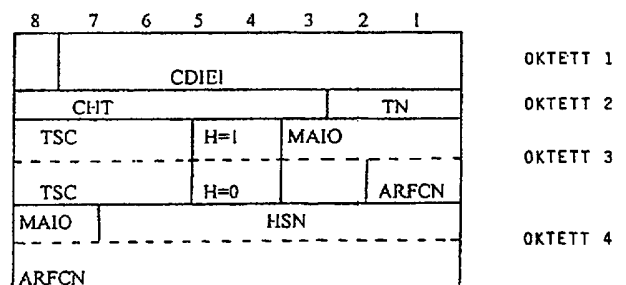 8 7 6 5 4 3 2 1
CDIEI OKTETT 1
CHT TN OKTETT 2
TSC H=1 MAIO
OKTETT 3
TSC H=0 ARFCN
MAIO HSN
OKTETT 4
ARFCN